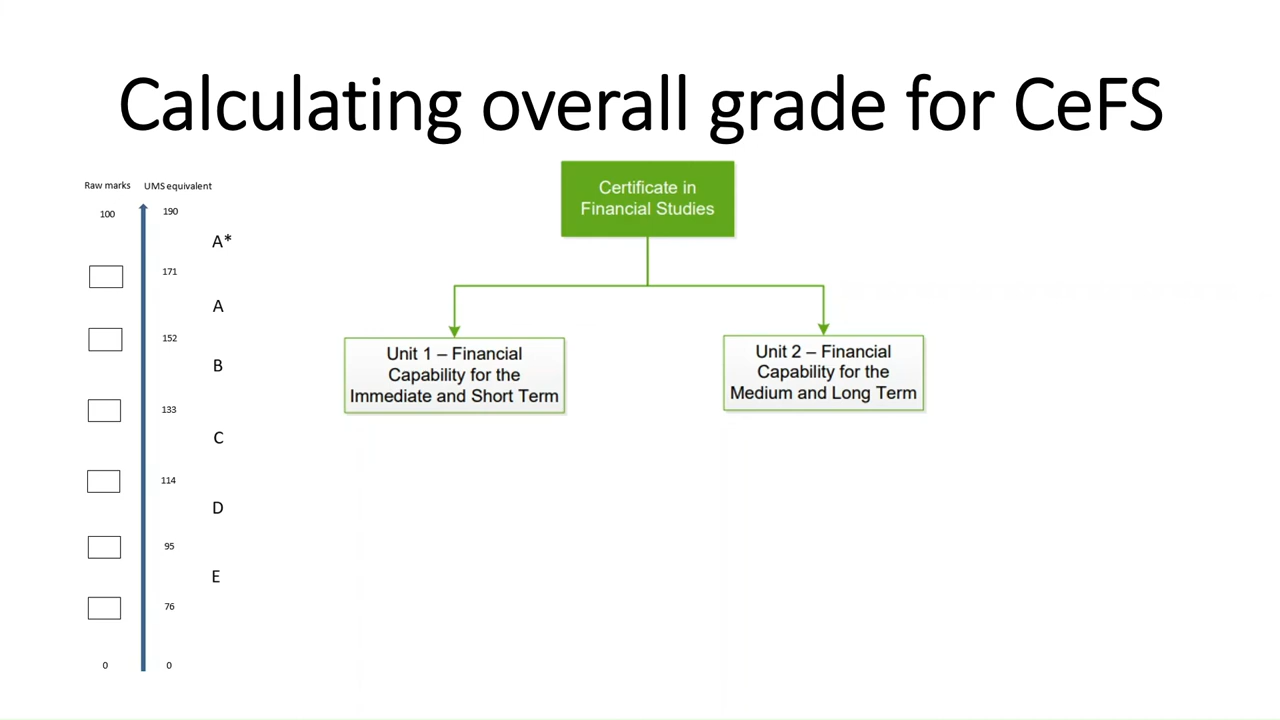 Calculating overall grade for CeFS
Raw marks
UMS equivalent
100
190
A*
171
A
152
B
133
C
114
D
95
E
76
0
0
Certificate in
Financial Studies
Unit 1 – Financial
Capability for the
Immediate and Short Term
Unit 2 – Financial
Capability for the
Medium and Long Term